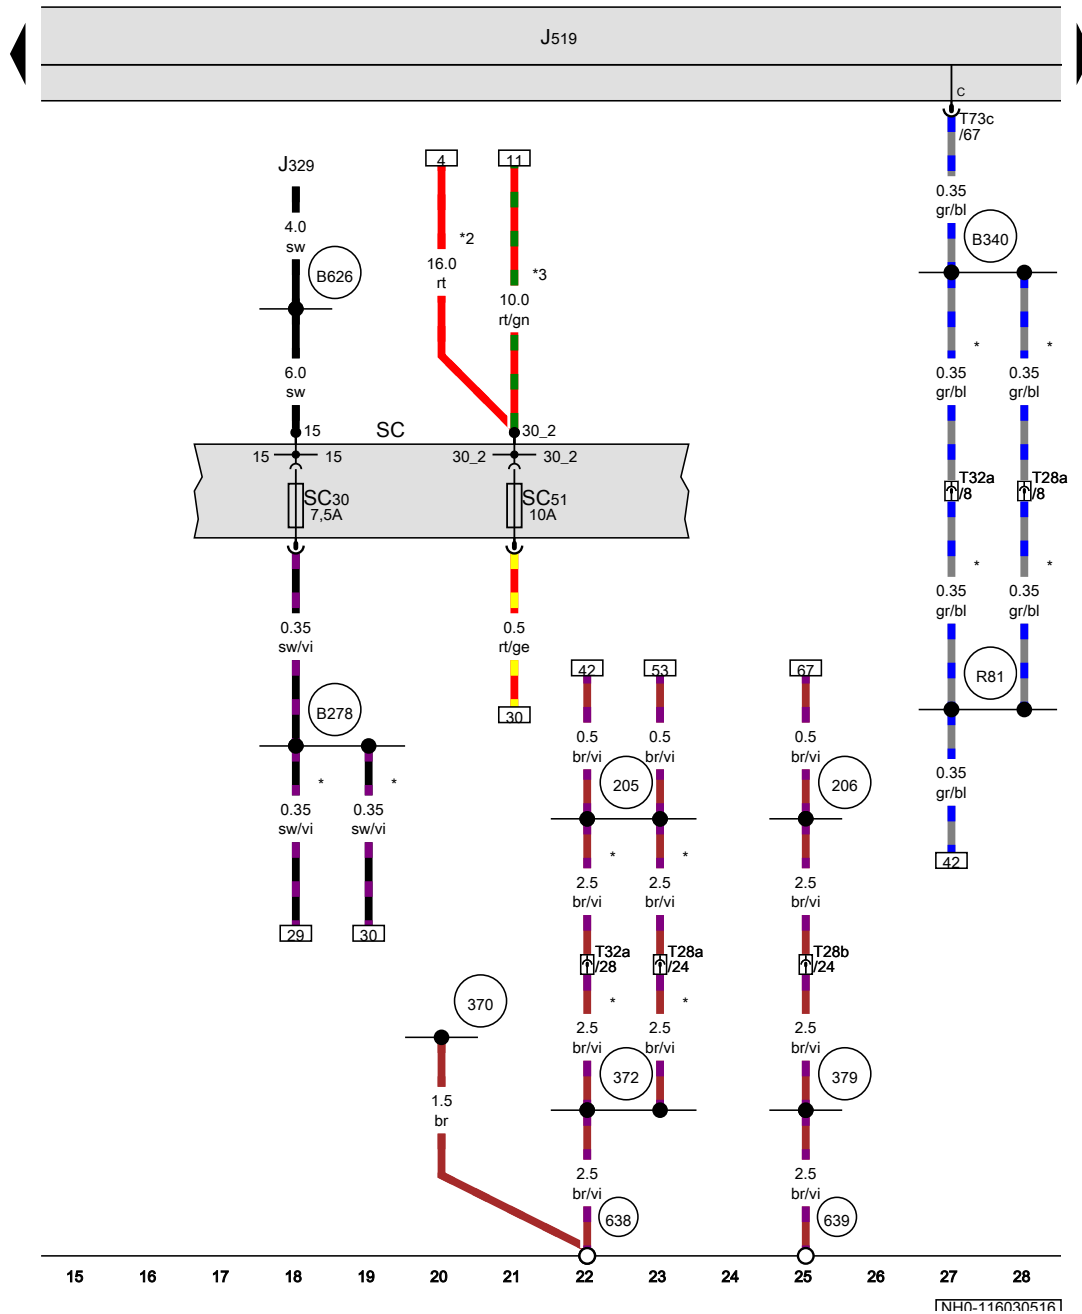 J519
C
T73c
/67
J329
4
11
0.35
gr/bl
4.0
sw
*2
B340
16.0
rt
*3
B626
10.0
rt/gn
*
*
6.0
sw
0.35
gr/bl
0.35
gr/bl
15
SC
30_2
15
15
30_2
30_2
T32a
/8
T28a
/8
SC30
7,5A
SC51
10A
*
*
0.35
gr/bl
0.35
gr/bl
0.35
sw/vi
0.5
rt/ge
42
53
67
R81
B278
30
0.5
br/vi
0.5
br/vi
0.5
br/vi
*
*
205
206
0.35
gr/bl
0.35
sw/vi
0.35
sw/vi
*
*
42
2.5
br/vi
2.5
br/vi
2.5
br/vi
29
30
T32a
/28
T28a
/24
T28b
/24
370
*
*
2.5
br/vi
2.5
br/vi
2.5
br/vi
372
379
1.5
br
2.5
br/vi
2.5
br/vi
638
639
15 16 17 18 19 20 21 22 23 24 25 26 27 28
NH0-116030516